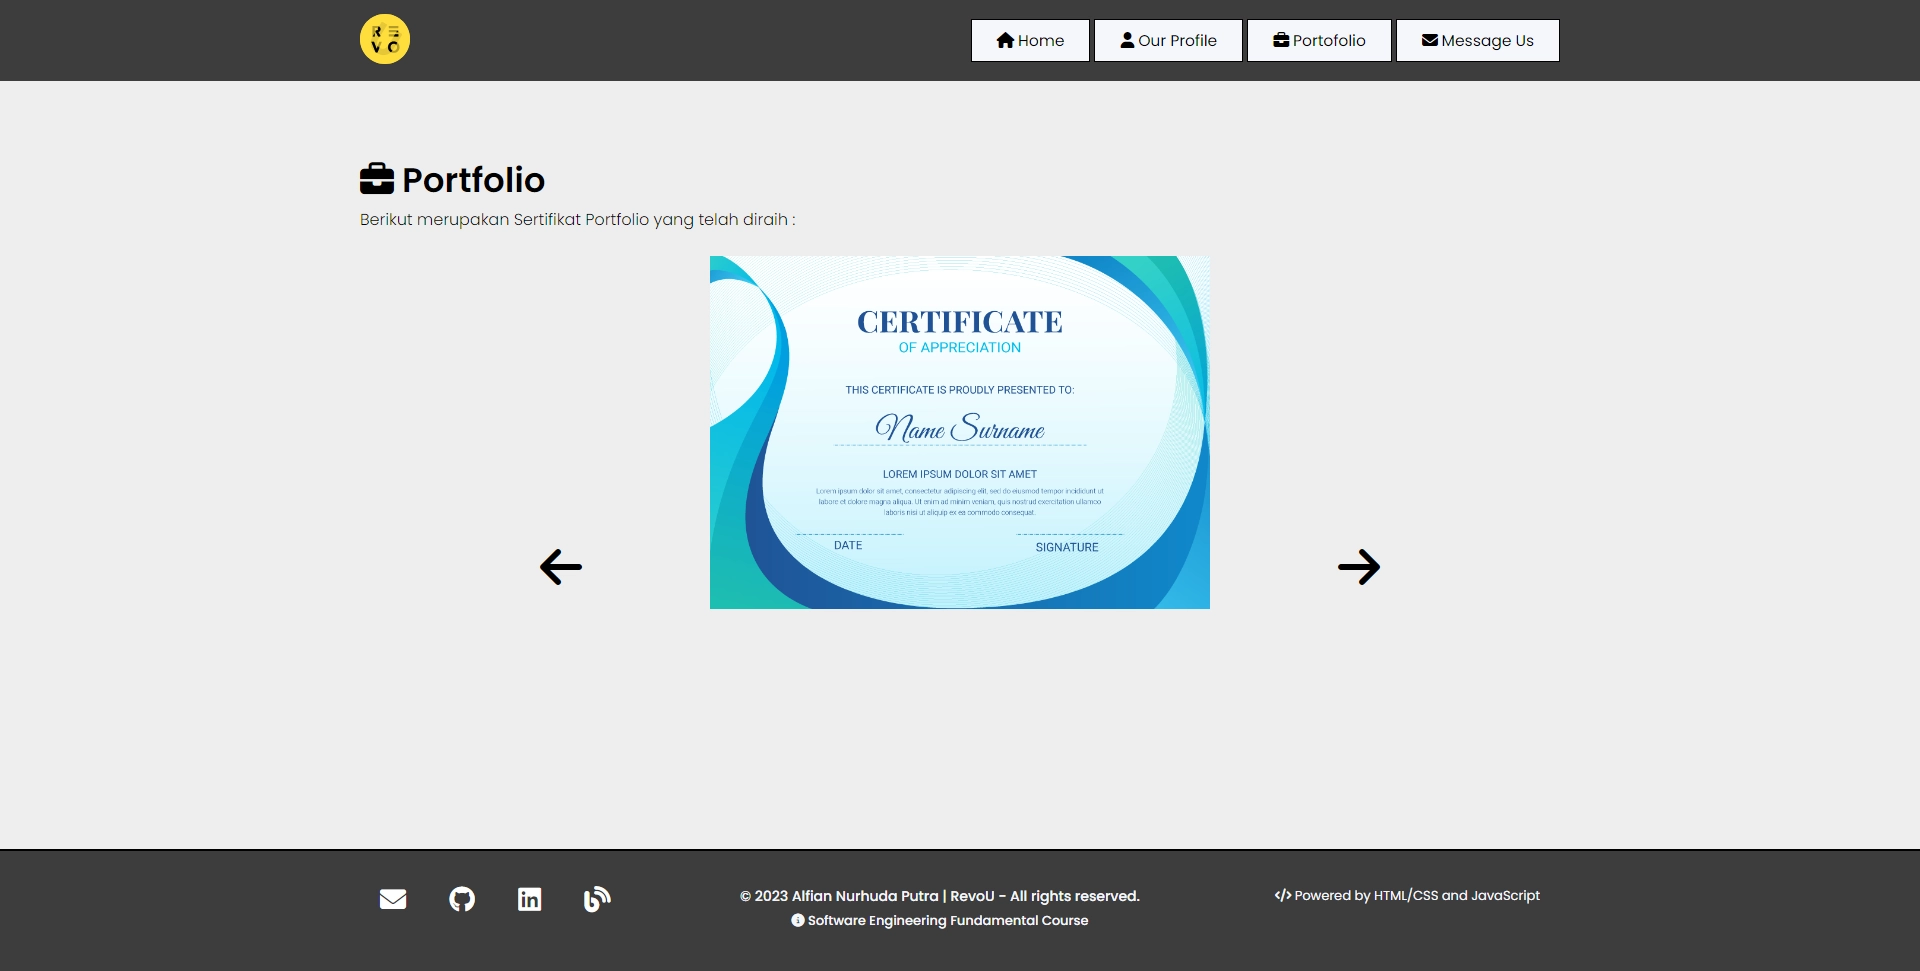 RE
VO
Home
Our Profile
Portofolio
Message Us
Portfolio
Berikut merupakan Sertifikat Portfolio yang telah diraih :
CERTIFICATE
OF APPRECIATION
THIS CERTIFICATE IS PROUDLY PRESENTED TO:
Name Surname
LOREM IPSUM DOLOR SIT AMET
Lorem ipsum dolor sit amet, consectetur adipiscing elit, sed do eiusmod tempor incididunt ut
labore et dolore magna aliqua. Ut enim ad minim veniam, quis nostrud exercitation ullamco
laboris nisi ut aliquip ex ea commodo consequat.
DATE
SIGNATURE
© 2023 Alfian Nurhuda Putra | RevoU - All rights reserved.
Software Engineering Fundamental Course
Powered by HTML/CSS and JavaScript